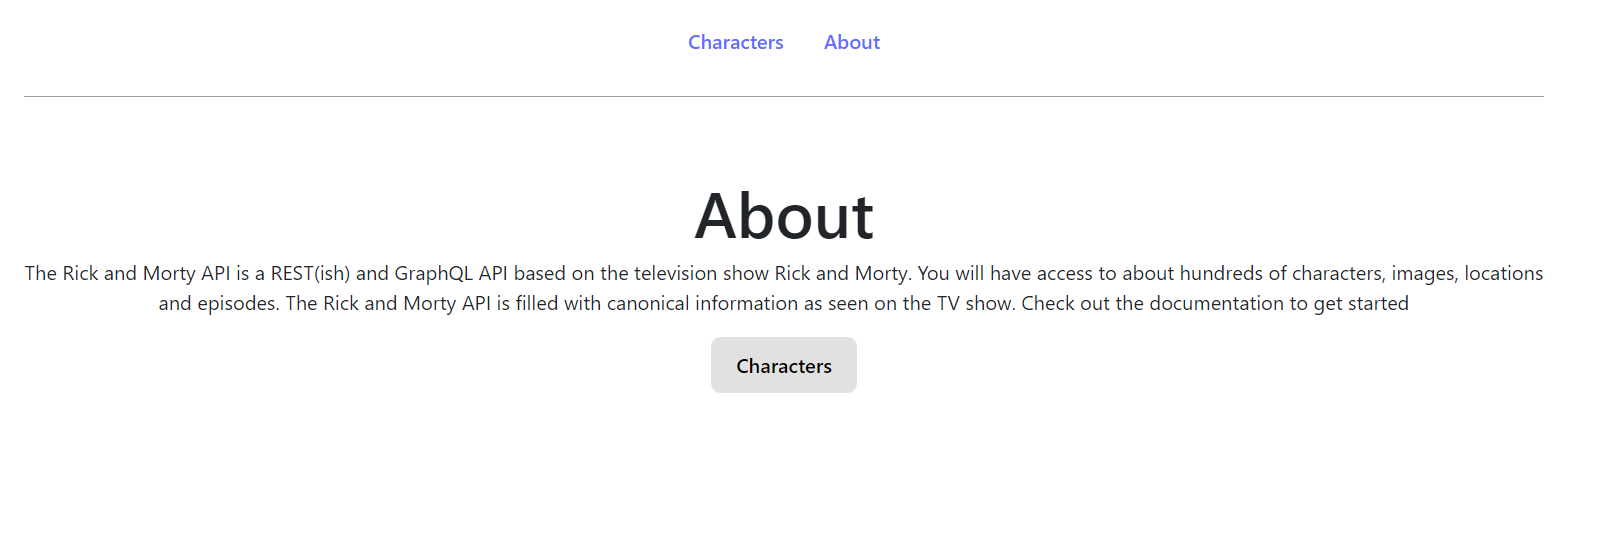 Characters About
About
The Rick and Morty API is a REST(ish) and GraphQL API based on the television show Rick and Morty. You will have access to about hundreds of characters, images, locations
and episodes. The Rick and Morty API is filled with canonical information as seen on the TV show. Check out the documentation to get started
Characters